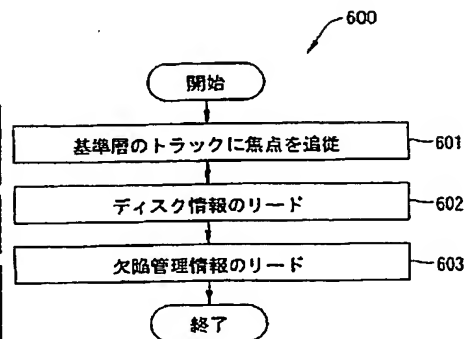 600
開始
基準層のトラックに焦点を追従
601
ディスク情報のリード
602
欠陥管理情報のリード
603
終了